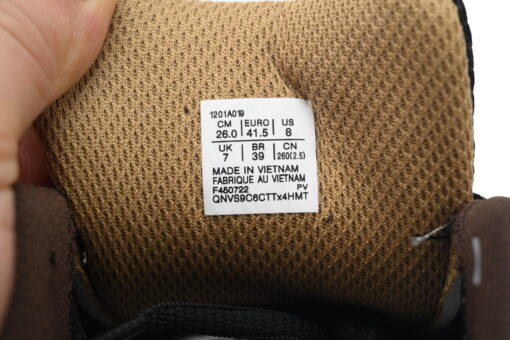 1201A019
CM EURO US
26.0 41.5 8
UK BR CN
7 39 260(2.5)
MADE IN VIETNAM
FABRIQUE AU VIETNAM
F450722 PV
QNVS9C6CTTx4HMT